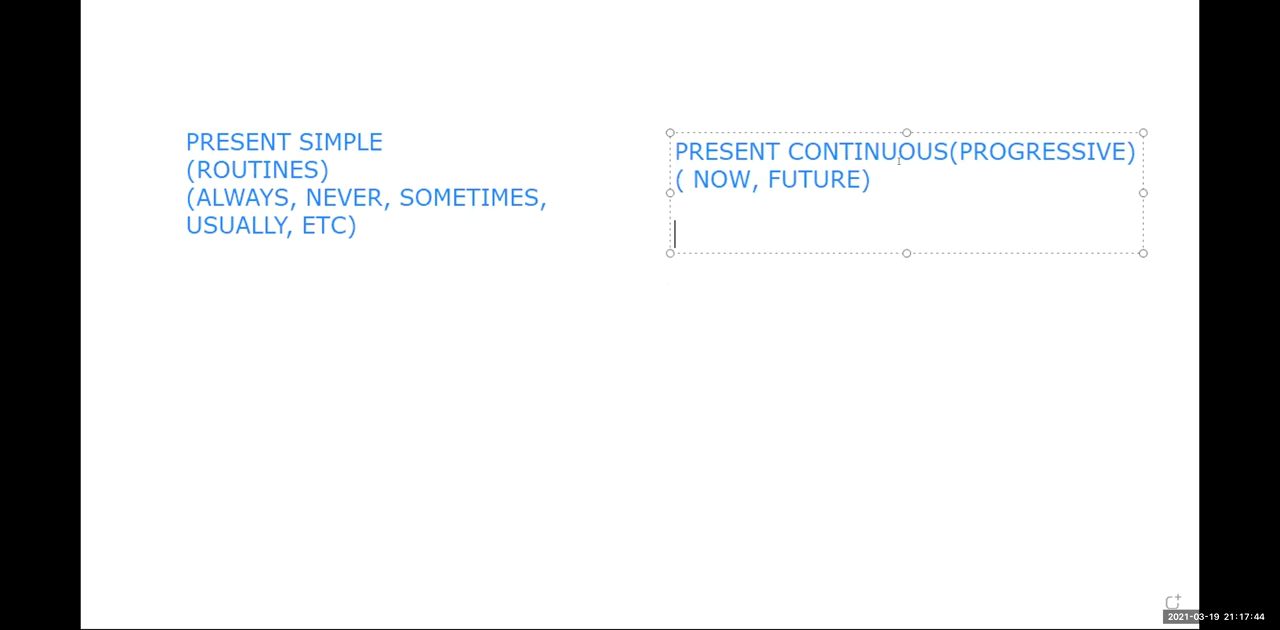 PRESENT SIMPLE
(ROUTINES)
(ALWAYS, NEVER, SOMETIMES,
USUALLY, ETC)
PRESENT CONTINUOUS(PROGRESSIVE)
( NOW, FUTURE)
2021-03-19 21:17:44